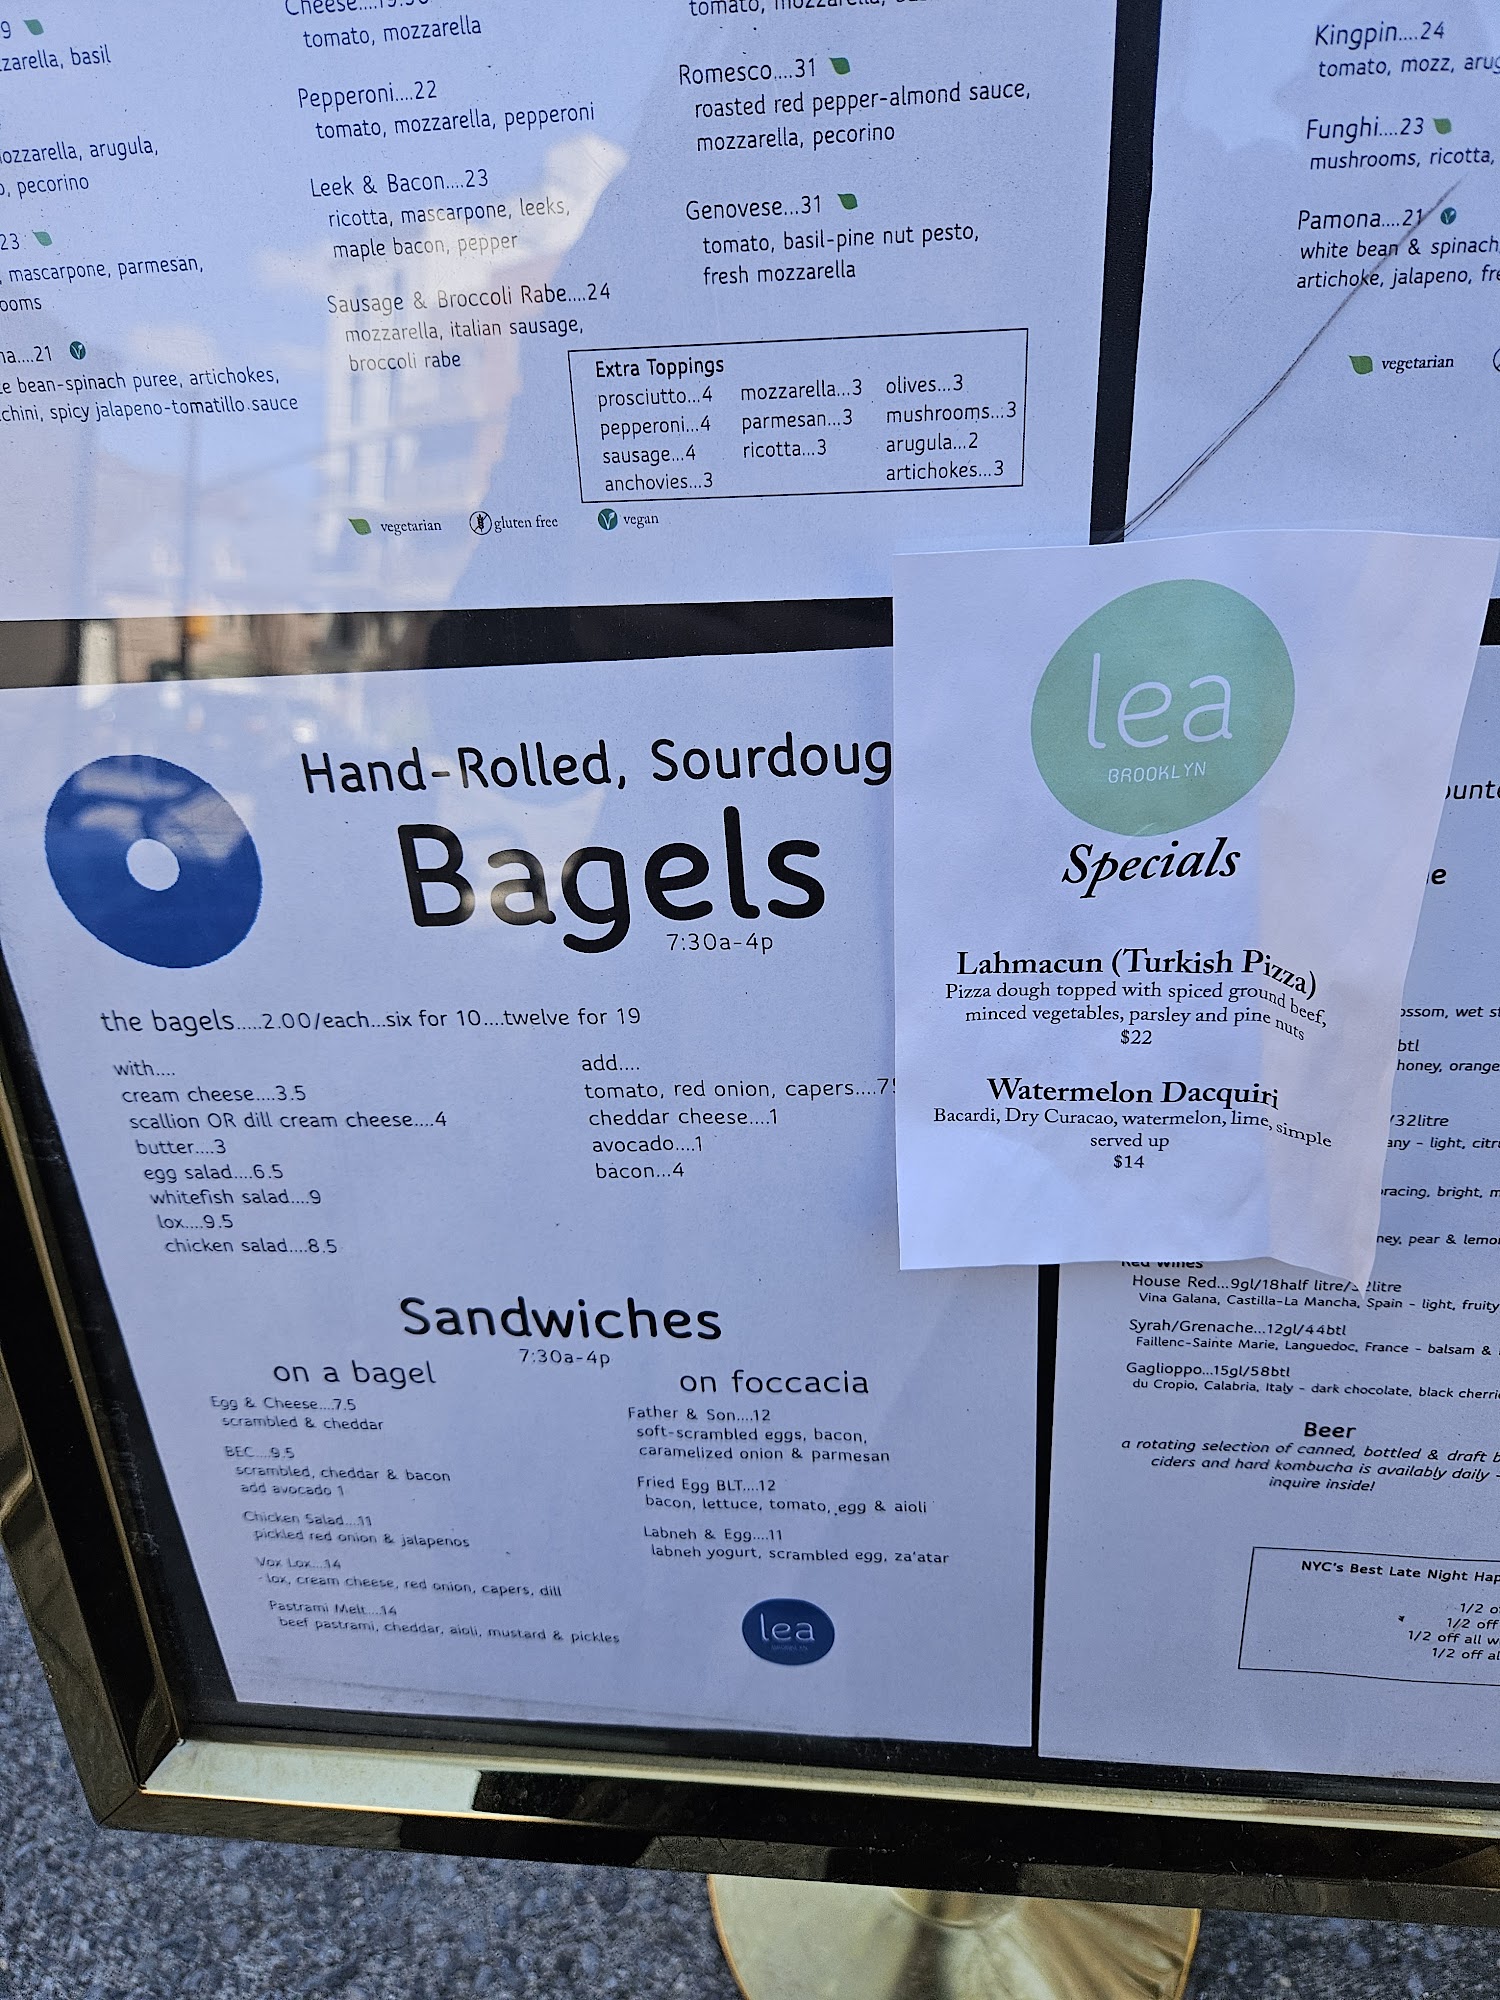 9
zarella, basil
mozzarella, arugula,
pecorino
23
mascarpone, parmesan,
21
bean-spinach puree, artichokes,
spicy jalapeno-tomatillo sauce
Cheese....
tomato, mozzarella
Pepperoni....22
tomato, mozzarella, pepperoni
Leek & Bacon....23
ricotta, mascarpone, leeks,
maple bacon, pepper
Sausage & Broccoli Rabe....24
mozzarella, italian sausage,
broccoli rabe
tomato, mozzarella,
Romesco....31
roasted red pepper-almond sauce,
mozzarella, pecorino
Genovese...31
tomato, basil-pine nut pesto,
fresh mozzarella
Extra Toppings
prosciutto...4 mozzarella...3 olives...3
pepperoni...4 parmesan...3 mushrooms...3
sausage...4 ricotta...3 arugula...2
anchovies...3 artichokes...3
vegetarian gluten free vegan
Kingpin....24
tomato, mozz,
Funghi....23
mushrooms, ricotta,
Pamona....21
white bean & spinach
artichoke, jalapeno,
vegetarian
Hand-Rolled, Sourdoug
Bagels
7:30a-4p
the bagels.....2.00/each...six for 10....twelve for 19
with....
cream cheese....3.5
scallion OR dill cream cheese....4
butter....3
egg salad....6.5
whitefish salad....9
lox....9.5
chicken salad....8.5
add....
tomato, red onion, capers....
cheddar cheese....1
avocado....1
bacon...4
Sandwiches
7:30a-4p
on a bagel
Egg & Cheese....7.5
scrambled & cheddar
BEC....9.5
scrambled, cheddar & bacon
add avocado 1
Chicken Salad....11
pickled red onion & jalapenos
Vox Lox....14
lox, cream cheese, red onion, capers, dill
Pastrami Melt....14
beef pastrami, cheddar, aioli, mustard & pickles
on foccacia
Father & Son....12
soft-scrambled eggs, bacon,
caramelized onion & parmesan
Fried Egg BLT....12
bacon, lettuce, tomato, egg & aioli
Labneh & Egg....11
labneh yogurt, scrambled egg, za'atar
lea
lea
BROOKLYN
Specials
Lahmacun (Turkish Pizza)
Pizza dough topped with spiced ground beef,
minced vegetables, parsley and pine nuts
$22
Watermelon Dacquiri
Bacardi, Dry Curacao, watermelon, lime, simple
served up
$14
wet
btl
honey, orange
/32litre
light,
bright,
pear &
Red Wines
House Red...9gl/18half litre/32litre
Vina Galana, Castilla-La Mancha, Spain - light, fruity
Syrah/Grenache...12gl/44btl
Faillenc-Sainte Marie, Languedoc, France - balsam &
Gaglioppo...15gl/58btl
du Cropio, Calabria, Italy - dark chocolate, black
Beer
a rotating selection of canned, bottled & draft
ciders and hard kombucha is availably daily -
inquire inside!
NYC's Best Late Night
1/2
1/2 off
1/2 off all
1/2 off